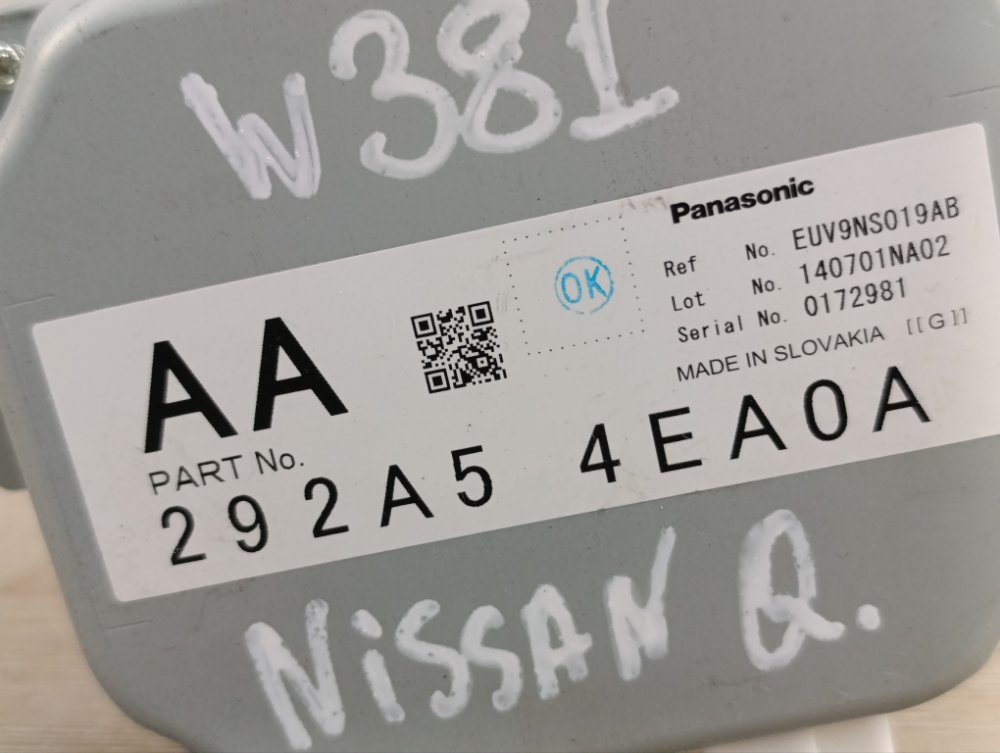 W381
Panasonic
Ref No. EUV9NS019AB
Lot No. 140701NA02
Serial No. 0172981
MADE IN SLOVAKIA [[G]]
OK
AA
PART No.
292A5 4EA0A
NiSSAN Q.